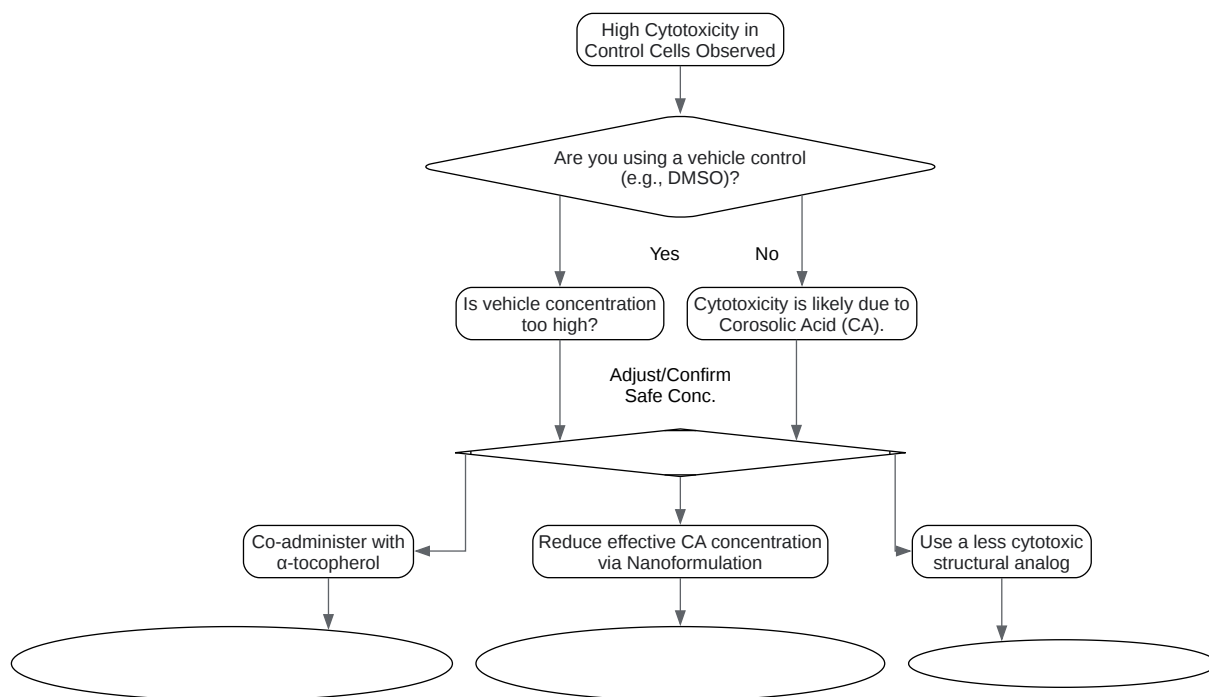 High Cytotoxicity in
Control Cells Observed
Are you using a vehicle control
(e.g., DMSO)?
Yes
No
Is vehicle concentration
too high?
Cytotoxicity is likely due to
Corosolic Acid (CA).
Adjust/Confirm
Safe Conc.
Co-administer with
α-tocopherol
Reduce effective CA concentration
via Nanoformulation
Use a less cytotoxic
structural analog